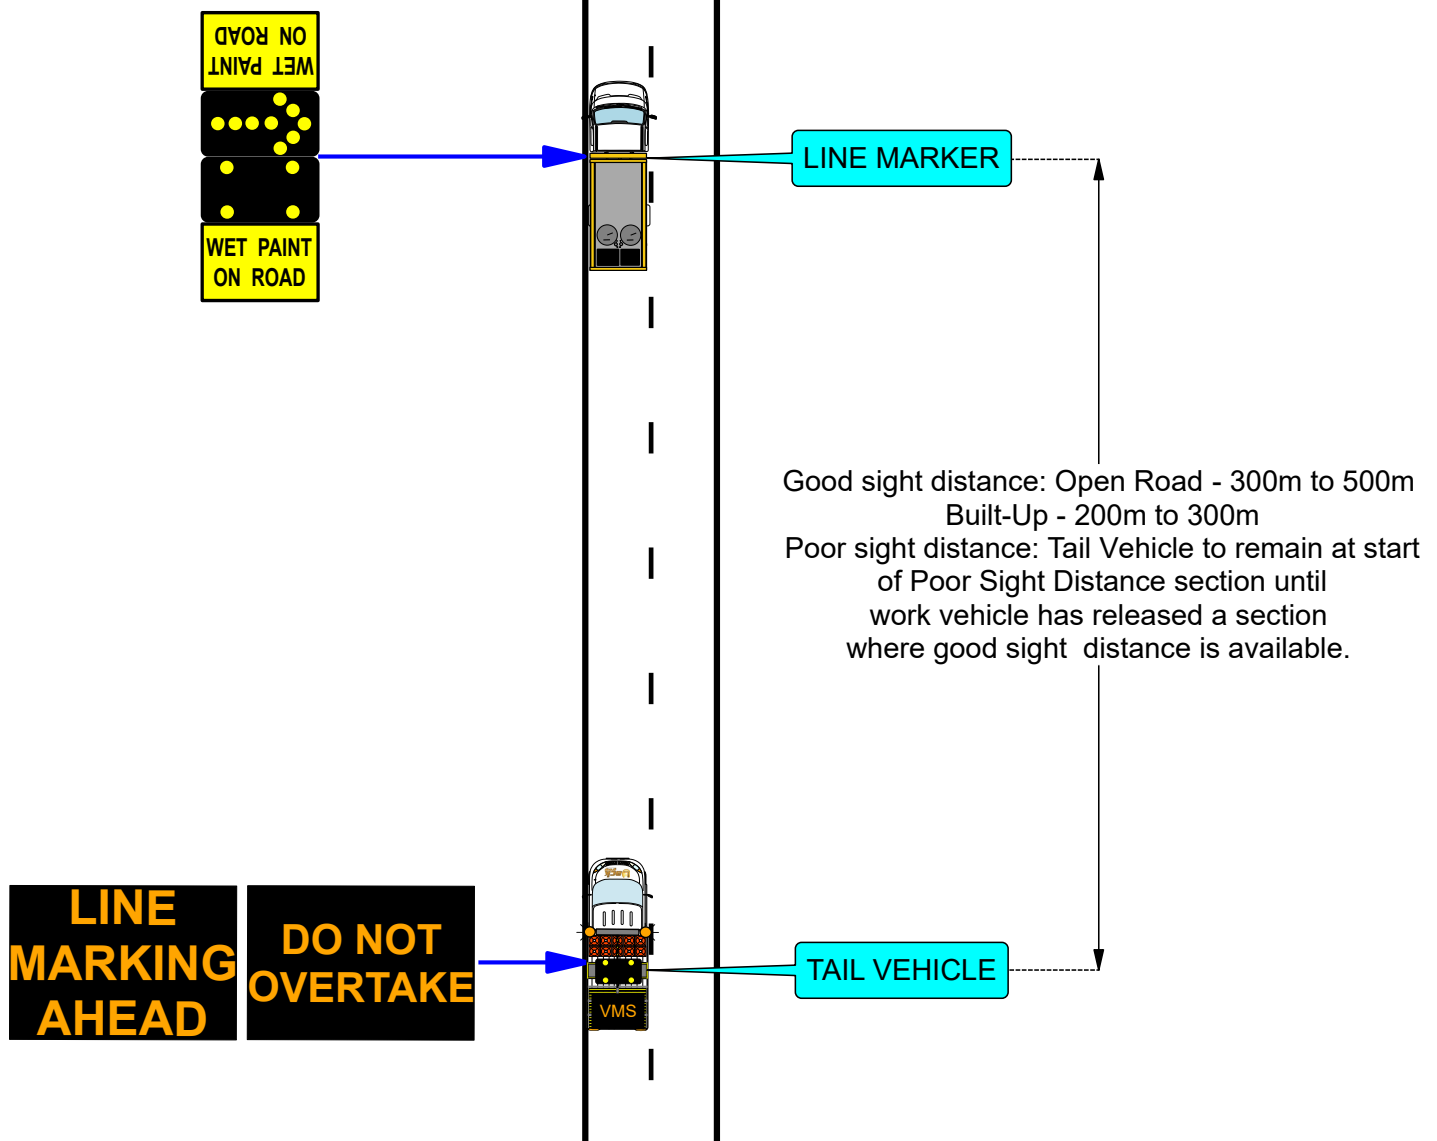 WET PAINT
ON ROAD
WET PAINT
ON ROAD
LINE MARKER
Good sight distance: Open Road - 300m to 500m
Built-Up - 200m to 300m
Poor sight distance: Tail Vehicle to remain at start
of Poor Sight Distance section until
work vehicle has released a section
where good sight distance is available.
LINE
MARKING
AHEAD
DO NOT
OVERTAKE
VMS
TAIL VEHICLE